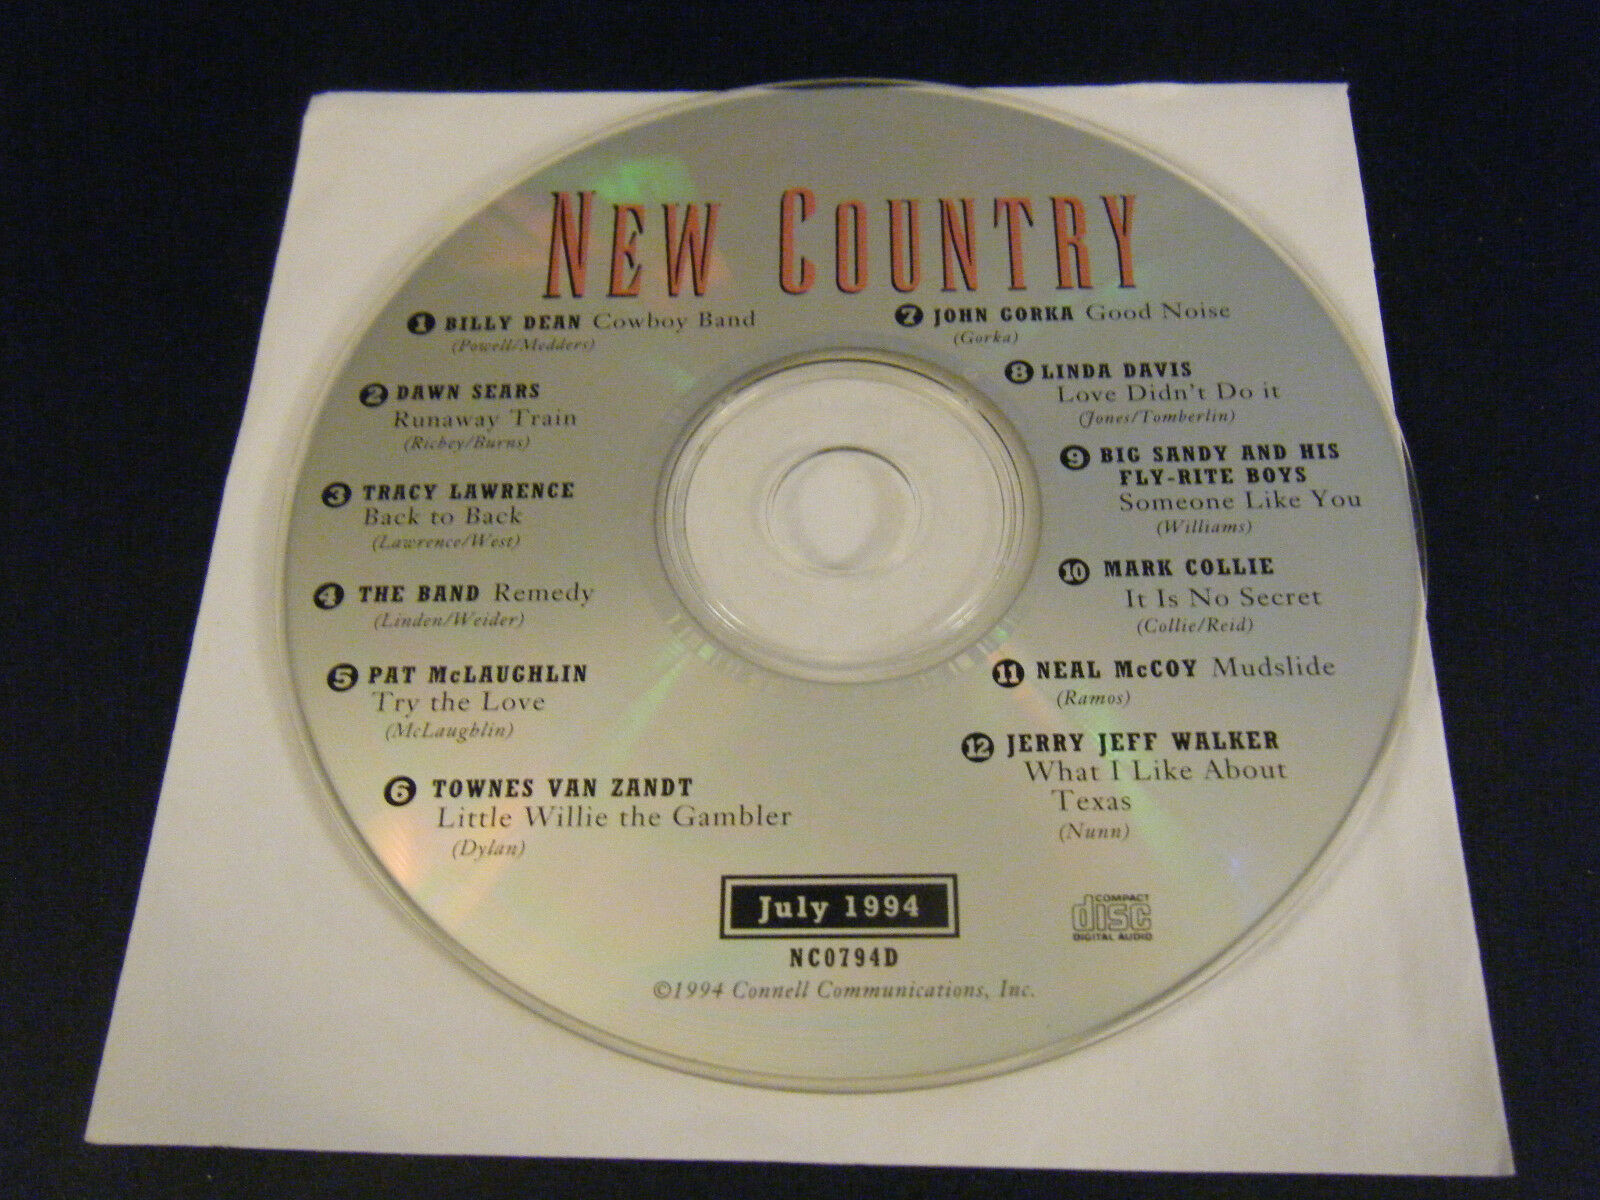 NEW COUNTRY
1 BILLY DEAN Cowboy Band
(Powell/Medders)
2 DAWN SEARS
Runaway Train
(Richey/Burns)
3 TRACY LAWRENCE
Back to Back
(Lawrence/West)
4 THE BAND Remedy
(Linden/Weider)
5 PAT McLAUGHLIN
Try the Love
(McLaughlin)
6 TOWNES VAN ZANDT
Little Willie the Gambler
(Dylan)
7 JOHN GORKA Good Noise
(Gorka)
8 LINDA DAVIS
Love Didn't Do it
(Jones/Tomberlin)
9 BIG SANDY AND HIS
FLY-RITE BOYS
Someone Like You
(Williams)
10 MARK COLLIE
It Is No Secret
(Collie/Reid)
11 NEAL McCOY Mudslide
(Ramos)
12 JERRY JEFF WALKER
What I Like About
Texas
(Nunn)
July 1994
NC0794D
©1994 Connell Communications, Inc.
COMPACT
disc
DIGITAL AUDIO